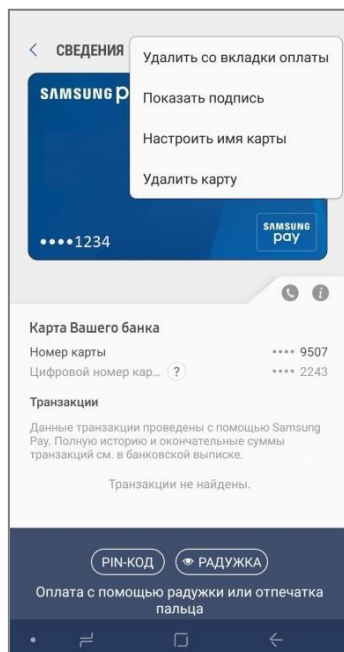 СВЕДЕНИЯ
Удалить со вкладки оплаты
Показать подпись
Настроить имя карты
Удалить карту
SAMSUNG p
••••1234
SAMSUNG
pay
Карта Вашего банка
Номер карты •••• 9507
Цифровой номер кар... ? •••• 2243
Транзакции
Данные транзакции проведены с помощью Samsung
Pay. Полную историю и окончательные суммы
транзакций см. в банковской выписке.
Транзакции не найдены.
PIN-КОД РАДУЖКА
Оплата с помощью радужки или отпечатка
пальца